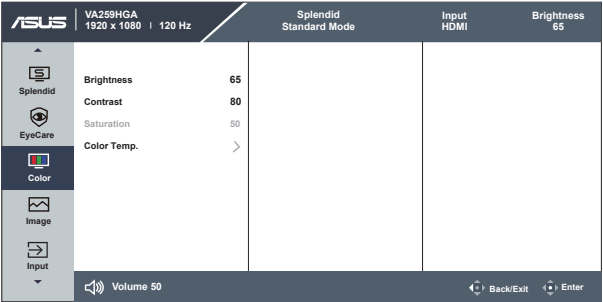 ASUS
VA259HGA
1920 x 1080 | 120 Hz
Splendid
Standard Mode
Input
HDMI
Brightness
65
Splendid
EyeCare
Color
Image
Input
Brightness 65
Contrast 80
Saturation 50
Color Temp.
Volume 50
Back/Exit
Enter